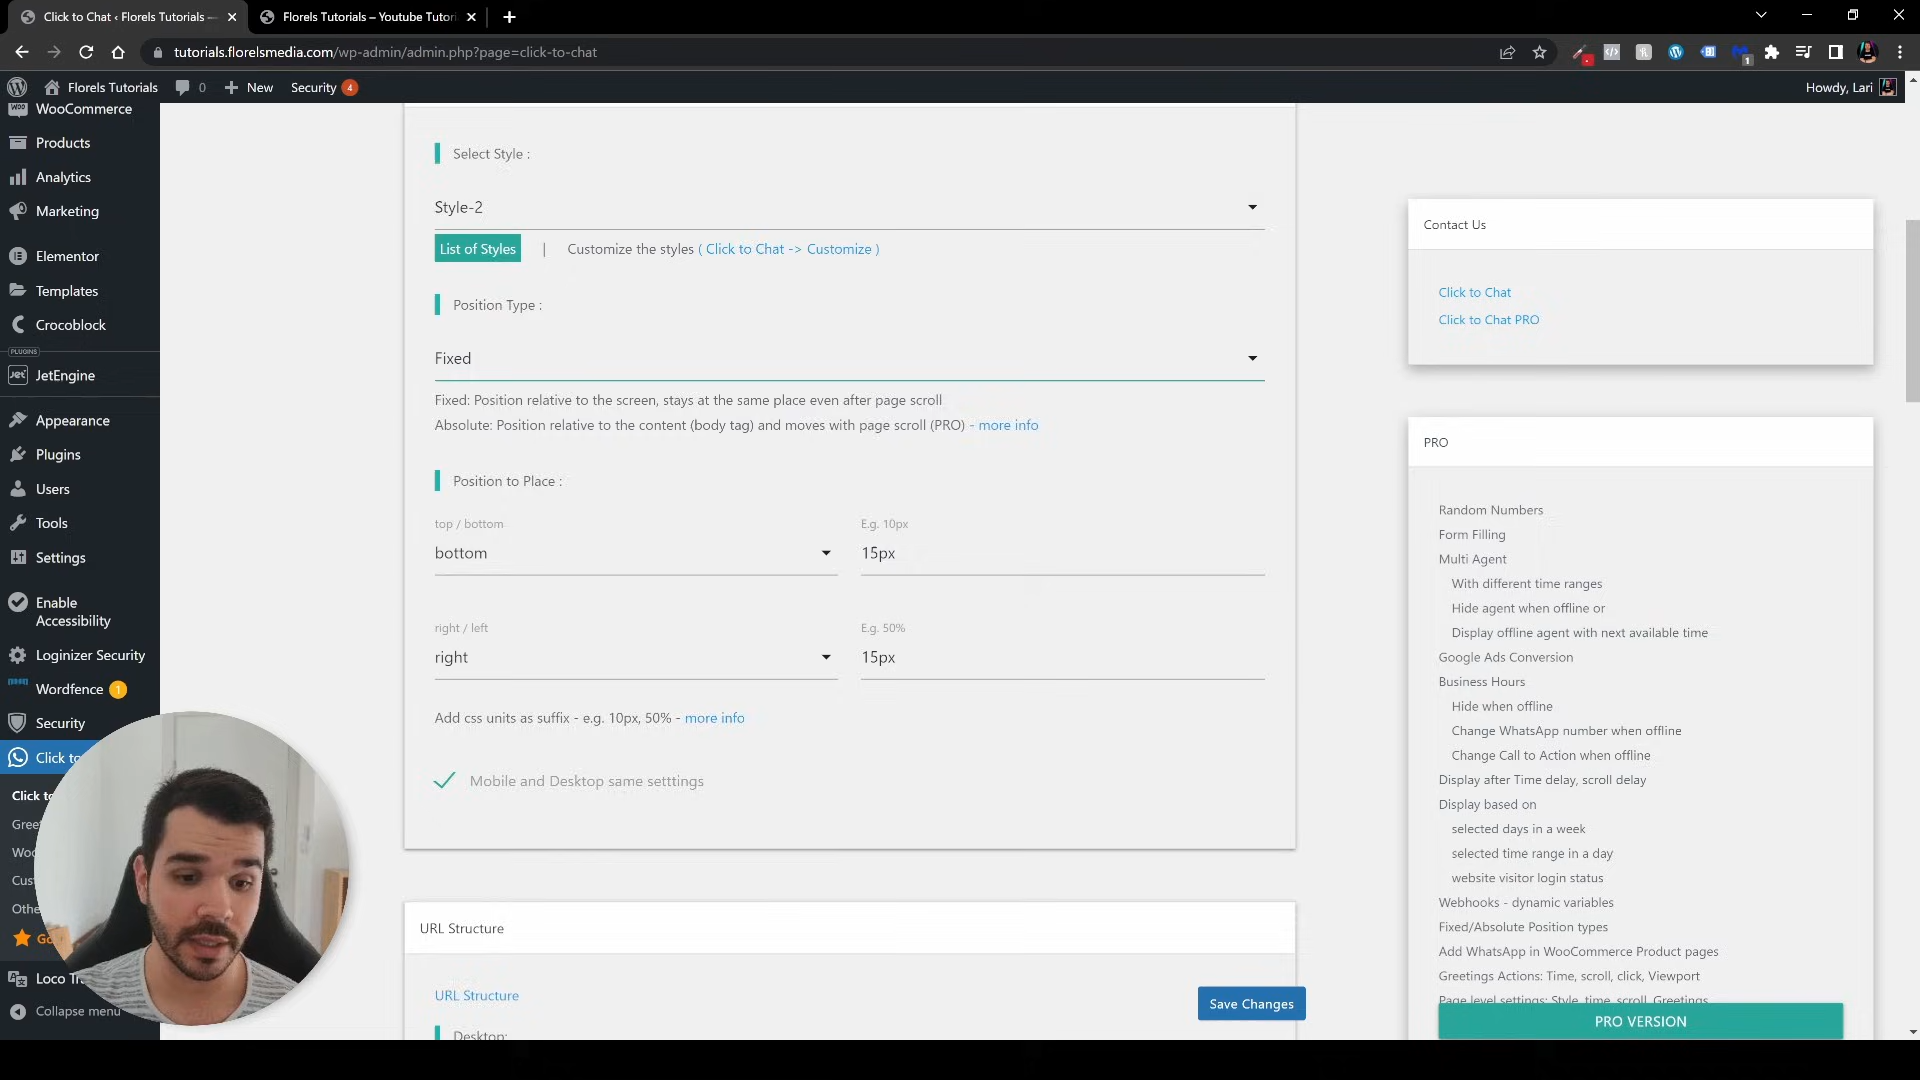 Click to Chat ‹ Florels Tutorials —
Florels Tutorials – Youtube Tutori
tutorials.florelsmedia.com/wp-admin/admin.php?page=click-to-chat
Florels Tutorials
0
New
Security 4
Howdy, Lari
WooCommerce
Products
Analytics
Marketing
Elementor
Templates
Crocoblock
PLUGINS
JetEngine
Appearance
Plugins
Users
Tools
Settings
Enable
Accessibility
Loginizer Security
Wordfence 1
Security
Click to
Click to
Gree
Woo
Cus
Othe
Go
Loco Tr
Collapse menu
Select Style :
Style-2
List of Styles | Customize the styles ( Click to Chat -> Customize )
Position Type :
Fixed
Fixed: Position relative to the screen, stays at the same place even after page scroll
Absolute: Position relative to the content (body tag) and moves with page scroll (PRO) - more info
Position to Place :
top / bottom
E.g. 10px
bottom
15px
right / left
E.g. 50%
right
15px
Add css units as suffix - e.g. 10px, 50% - more info
Mobile and Desktop same setttings
URL Structure
URL Structure
Desktop:
Save Changes
Contact Us
Click to Chat
Click to Chat PRO
PRO
Random Numbers
Form Filling
Multi Agent
With different time ranges
Hide agent when offline or
Display offline agent with next available time
Google Ads Conversion
Business Hours
Hide when offline
Change WhatsApp number when offline
Change Call to Action when offline
Display after Time delay, scroll delay
Display based on
selected days in a week
selected time range in a day
website visitor login status
Webhooks - dynamic variables
Fixed/Absolute Position types
Add WhatsApp in WooCommerce Product pages
Greetings Actions: Time, scroll, click, Viewport
Page level settings: Style, time, scroll, Greetings
PRO VERSION